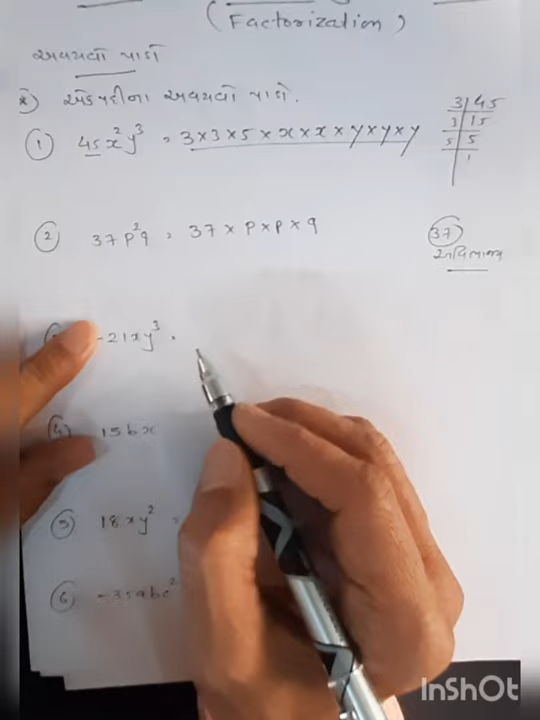 (Factorization)
અવયવો પાડો
* એકપદીના અવયવો પાડો.
① 45x²y³ = 3×3×5×x×x×y×y×y
3 | 45
3 | 15
5 | 5
| 1
② 37p²q = 37×p×p×q
37
અવિભાજ્ય
-21xy³ =
④ 15bx
⑤ 18xy² =
⑥ -35abc²
InShOt